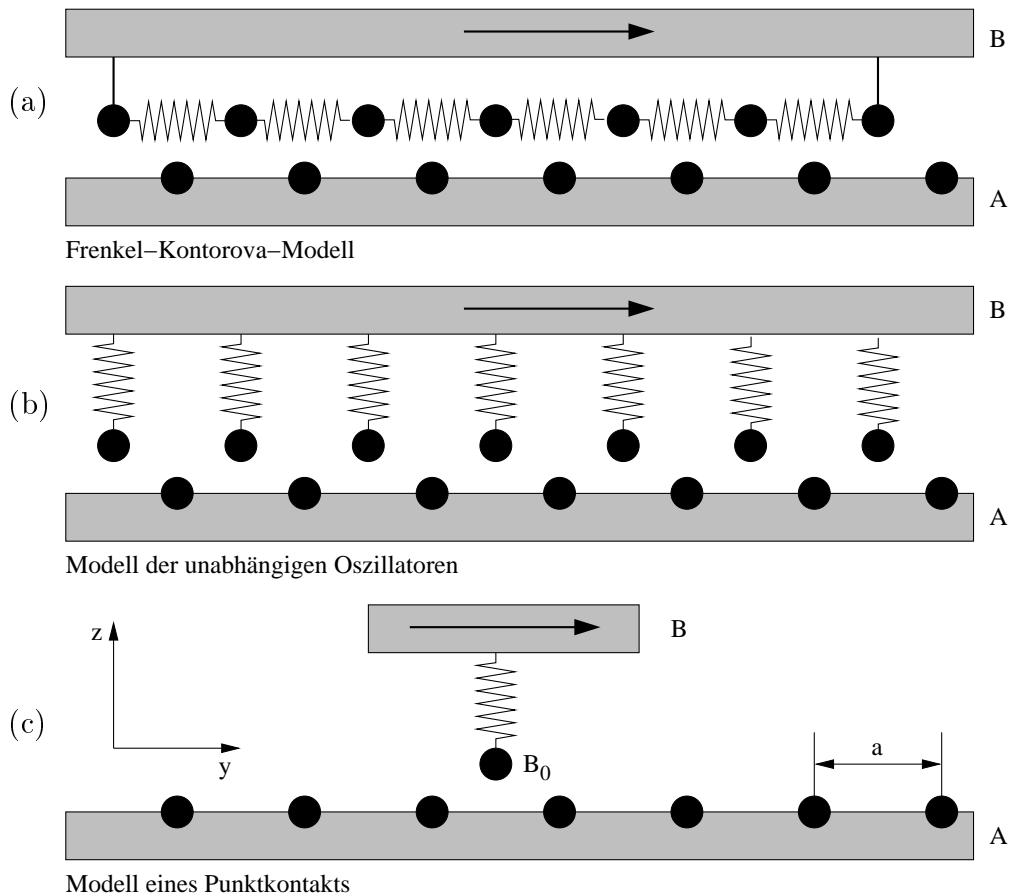 B
(a)
A
Frenkel−Kontorova−Modell
B
(b)
A
Modell der unabhängigen Oszillatoren
B
z
(c)
a
y
B0
A
Modell eines Punktkontakts